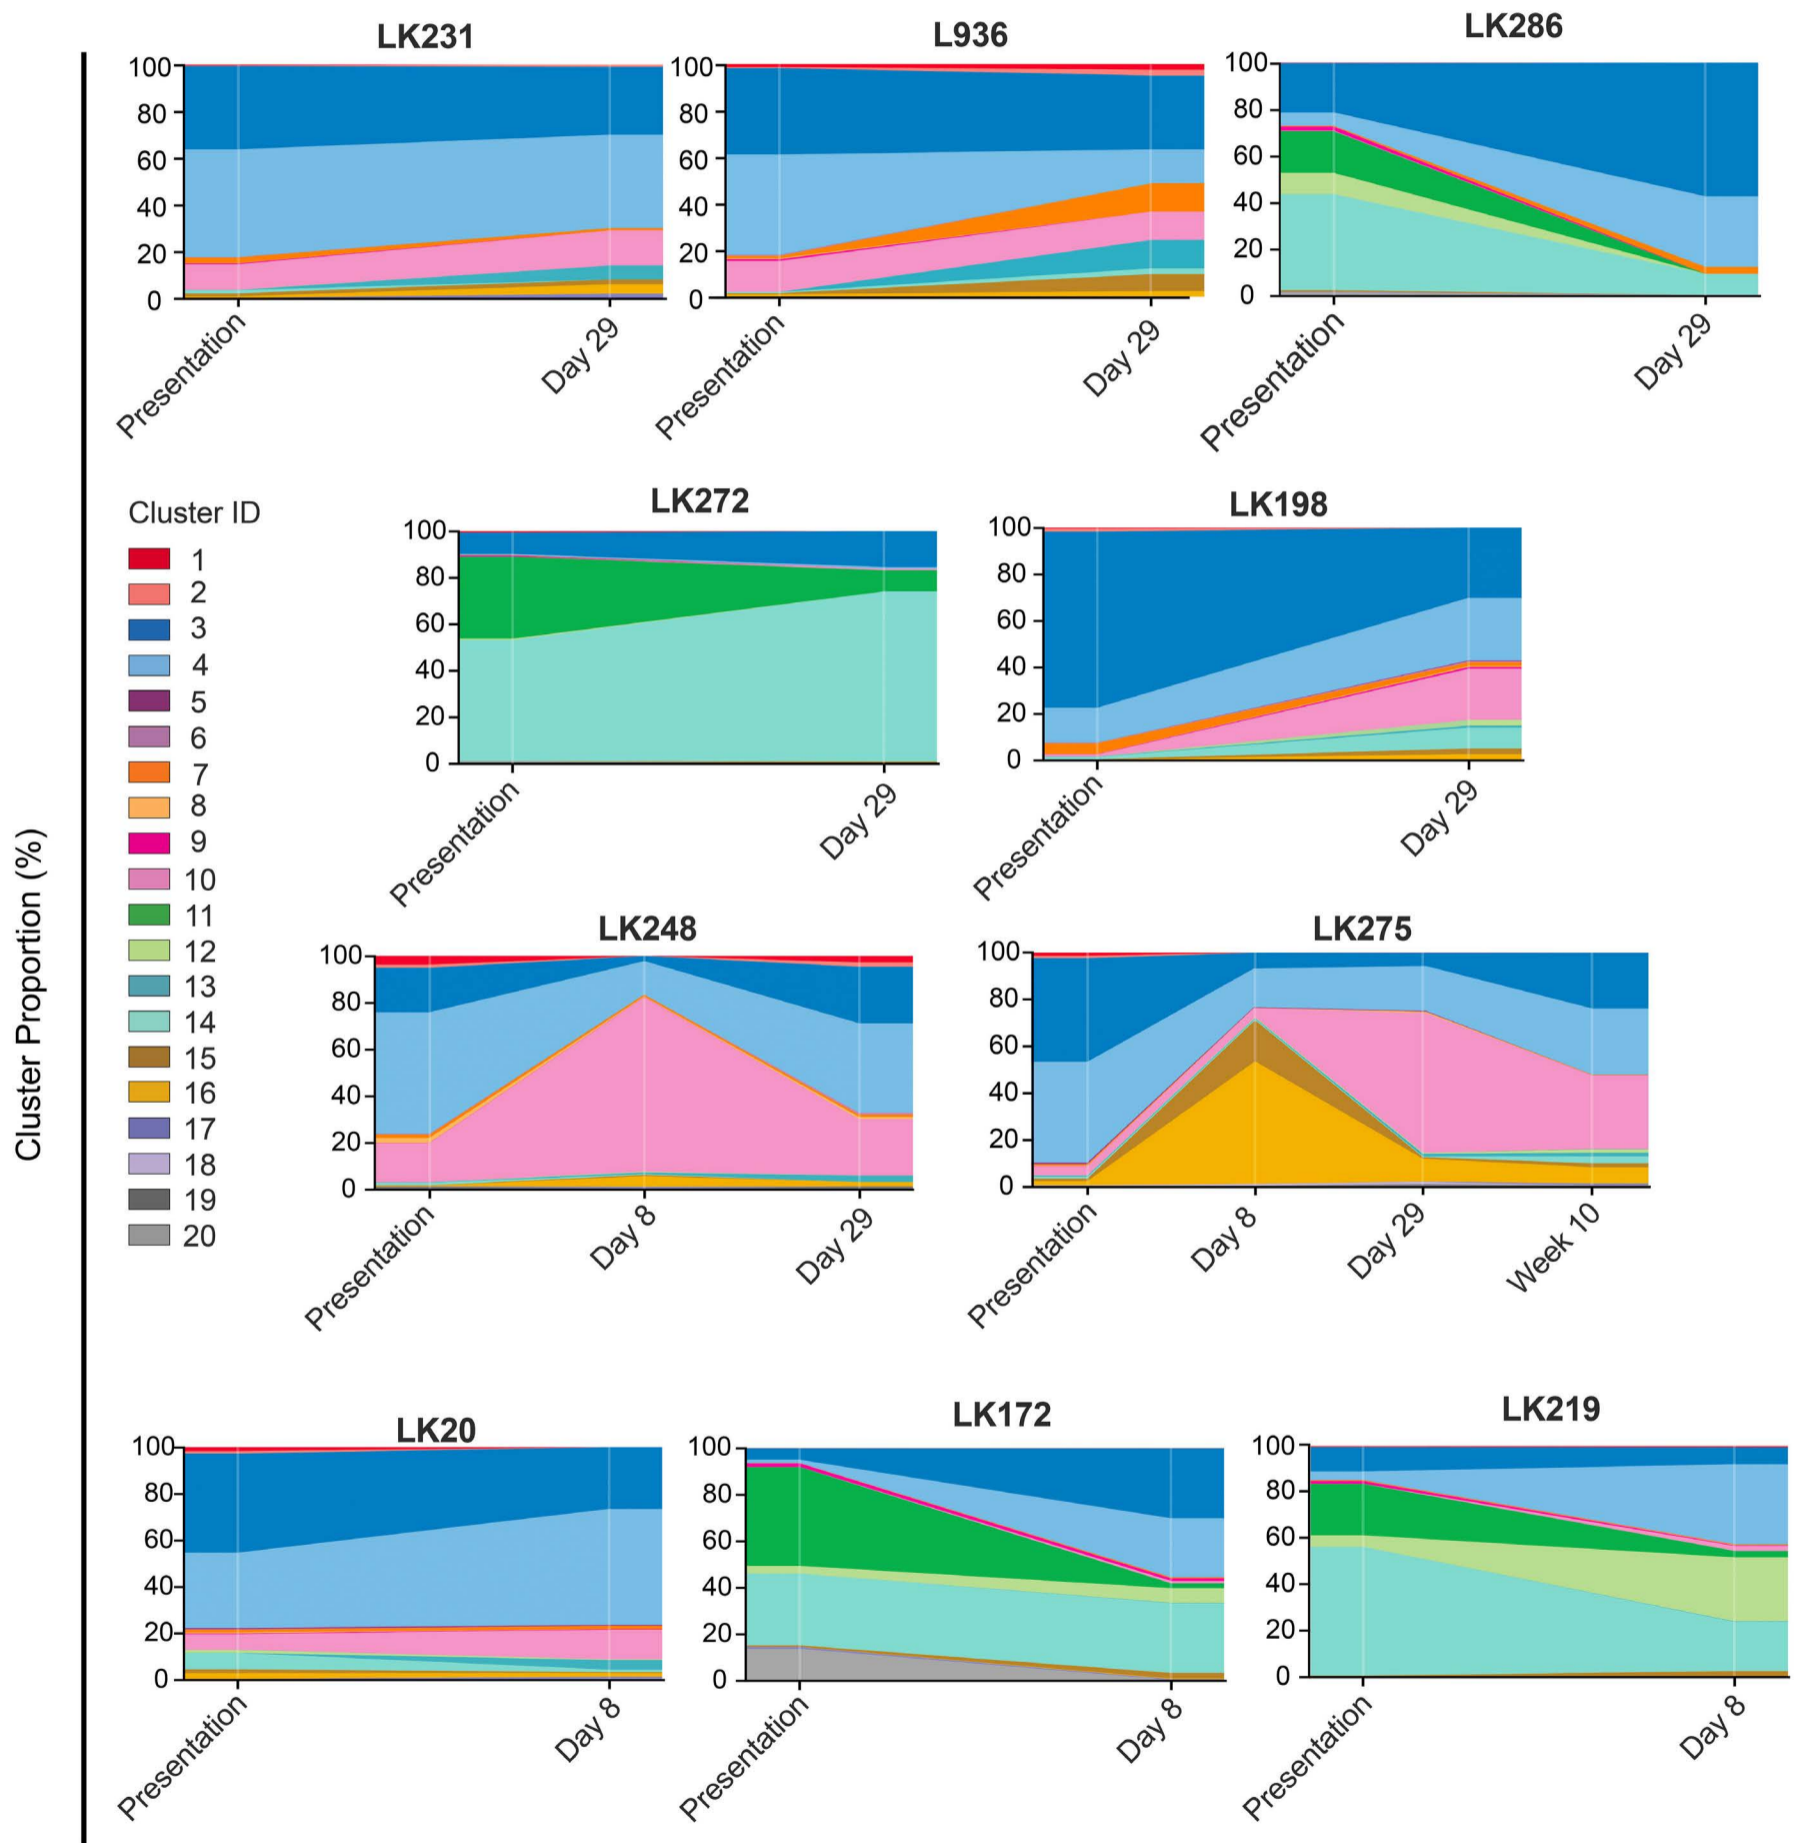 LK231
L936
LK286
100
80
60
40
20
0
Presentation
Day 29
100
80
60
40
20
0
Presentation
Day 29
100
80
60
40
20
0
Presentation
Day 29
Cluster Proportion (%)
Cluster ID
1
2
3
4
5
6
7
8
9
10
11
12
13
14
15
16
17
18
19
20
LK272
100
80
60
40
20
0
Presentation
Day 29
LK198
100
80
60
40
20
0
Presentation
Day 29
LK248
100
80
60
40
20
0
Presentation
Day 8
Day 29
LK275
100
80
60
40
20
0
Presentation
Day 8
Day 29
Week 10
LK20
100
80
60
40
20
0
Presentation
Day 8
LK172
100
80
60
40
20
0
Presentation
Day 8
LK219
100
80
60
40
20
0
Presentation
Day 8